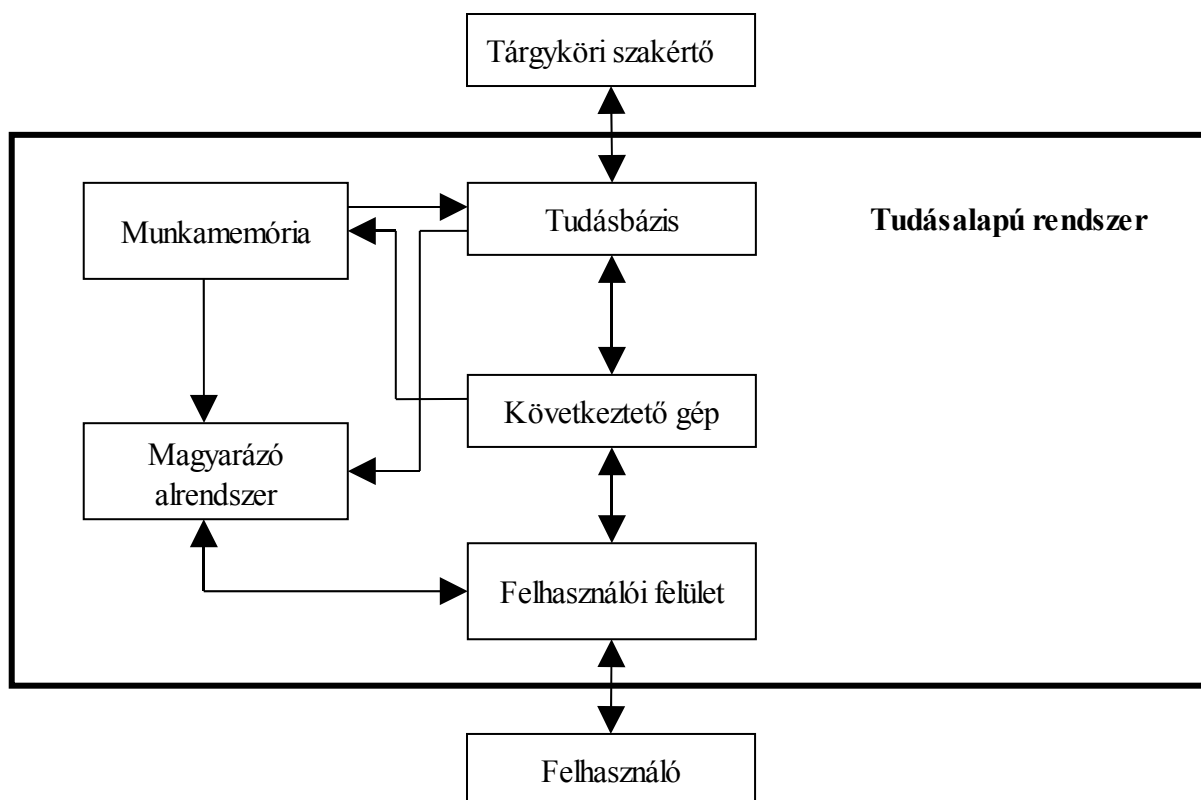 Tárgyköri szakértő
Munkamemória
Tudásbázis
Tudásalapú rendszer
Következtető gép
Magyarázó
alrendszer
Felhasználói felület
Felhasználó